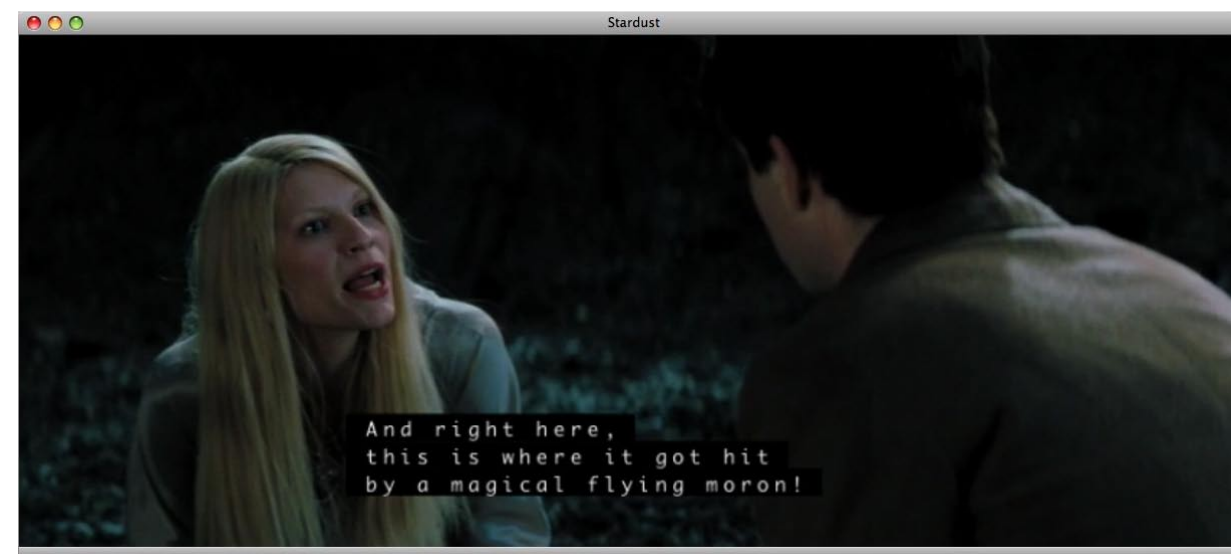 Stardust
And right here,
this is where it got hit
by a magical flying moron!